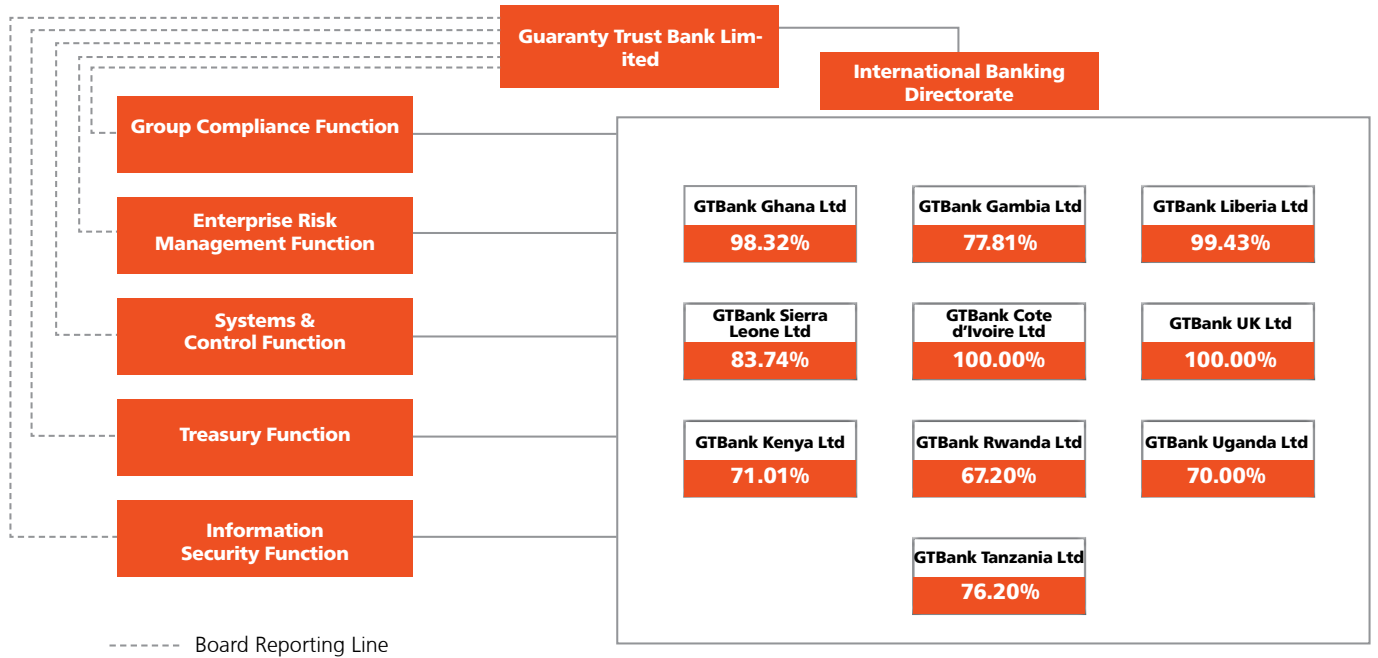 Guaranty Trust Bank Lim-
ited
International Banking
Directorate
Group Compliance Function
Enterprise Risk
Management Function
Systems &
Control Function
Treasury Function
Information
Security Function
GTBank Ghana Ltd
98.32%
GTBank Gambia Ltd
77.81%
GTBank Liberia Ltd
99.43%
GTBank Sierra
Leone Ltd
83.74%
GTBank Cote
d’Ivoire Ltd
100.00%
GTBank UK Ltd
100.00%
GTBank Kenya Ltd
71.01%
GTBank Rwanda Ltd
67.20%
GTBank Uganda Ltd
70.00%
GTBank Tanzania Ltd
76.20%
Board Reporting Line